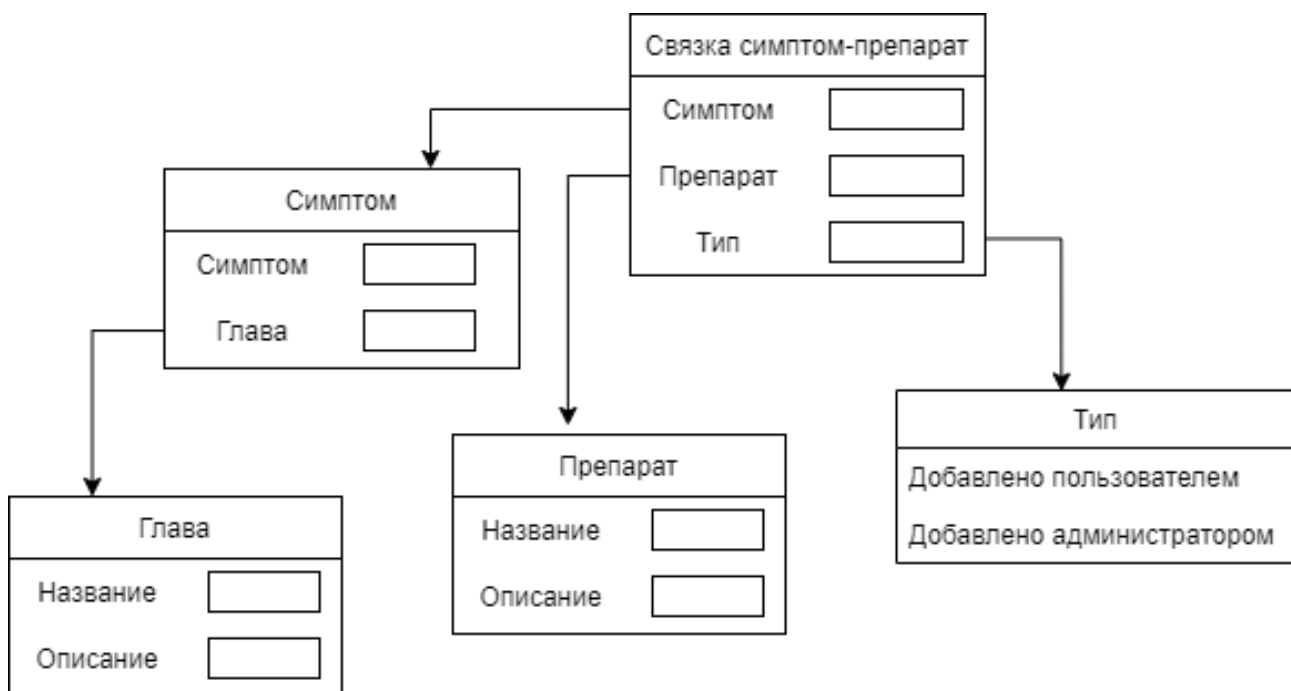 Связка симптом-препарат
Симптом
Препарат
Тип
Симптом
Симптом
Глава
Глава
Название
Описание
Препарат
Название
Описание
Тип
Добавлено пользователем
Добавлено администратором